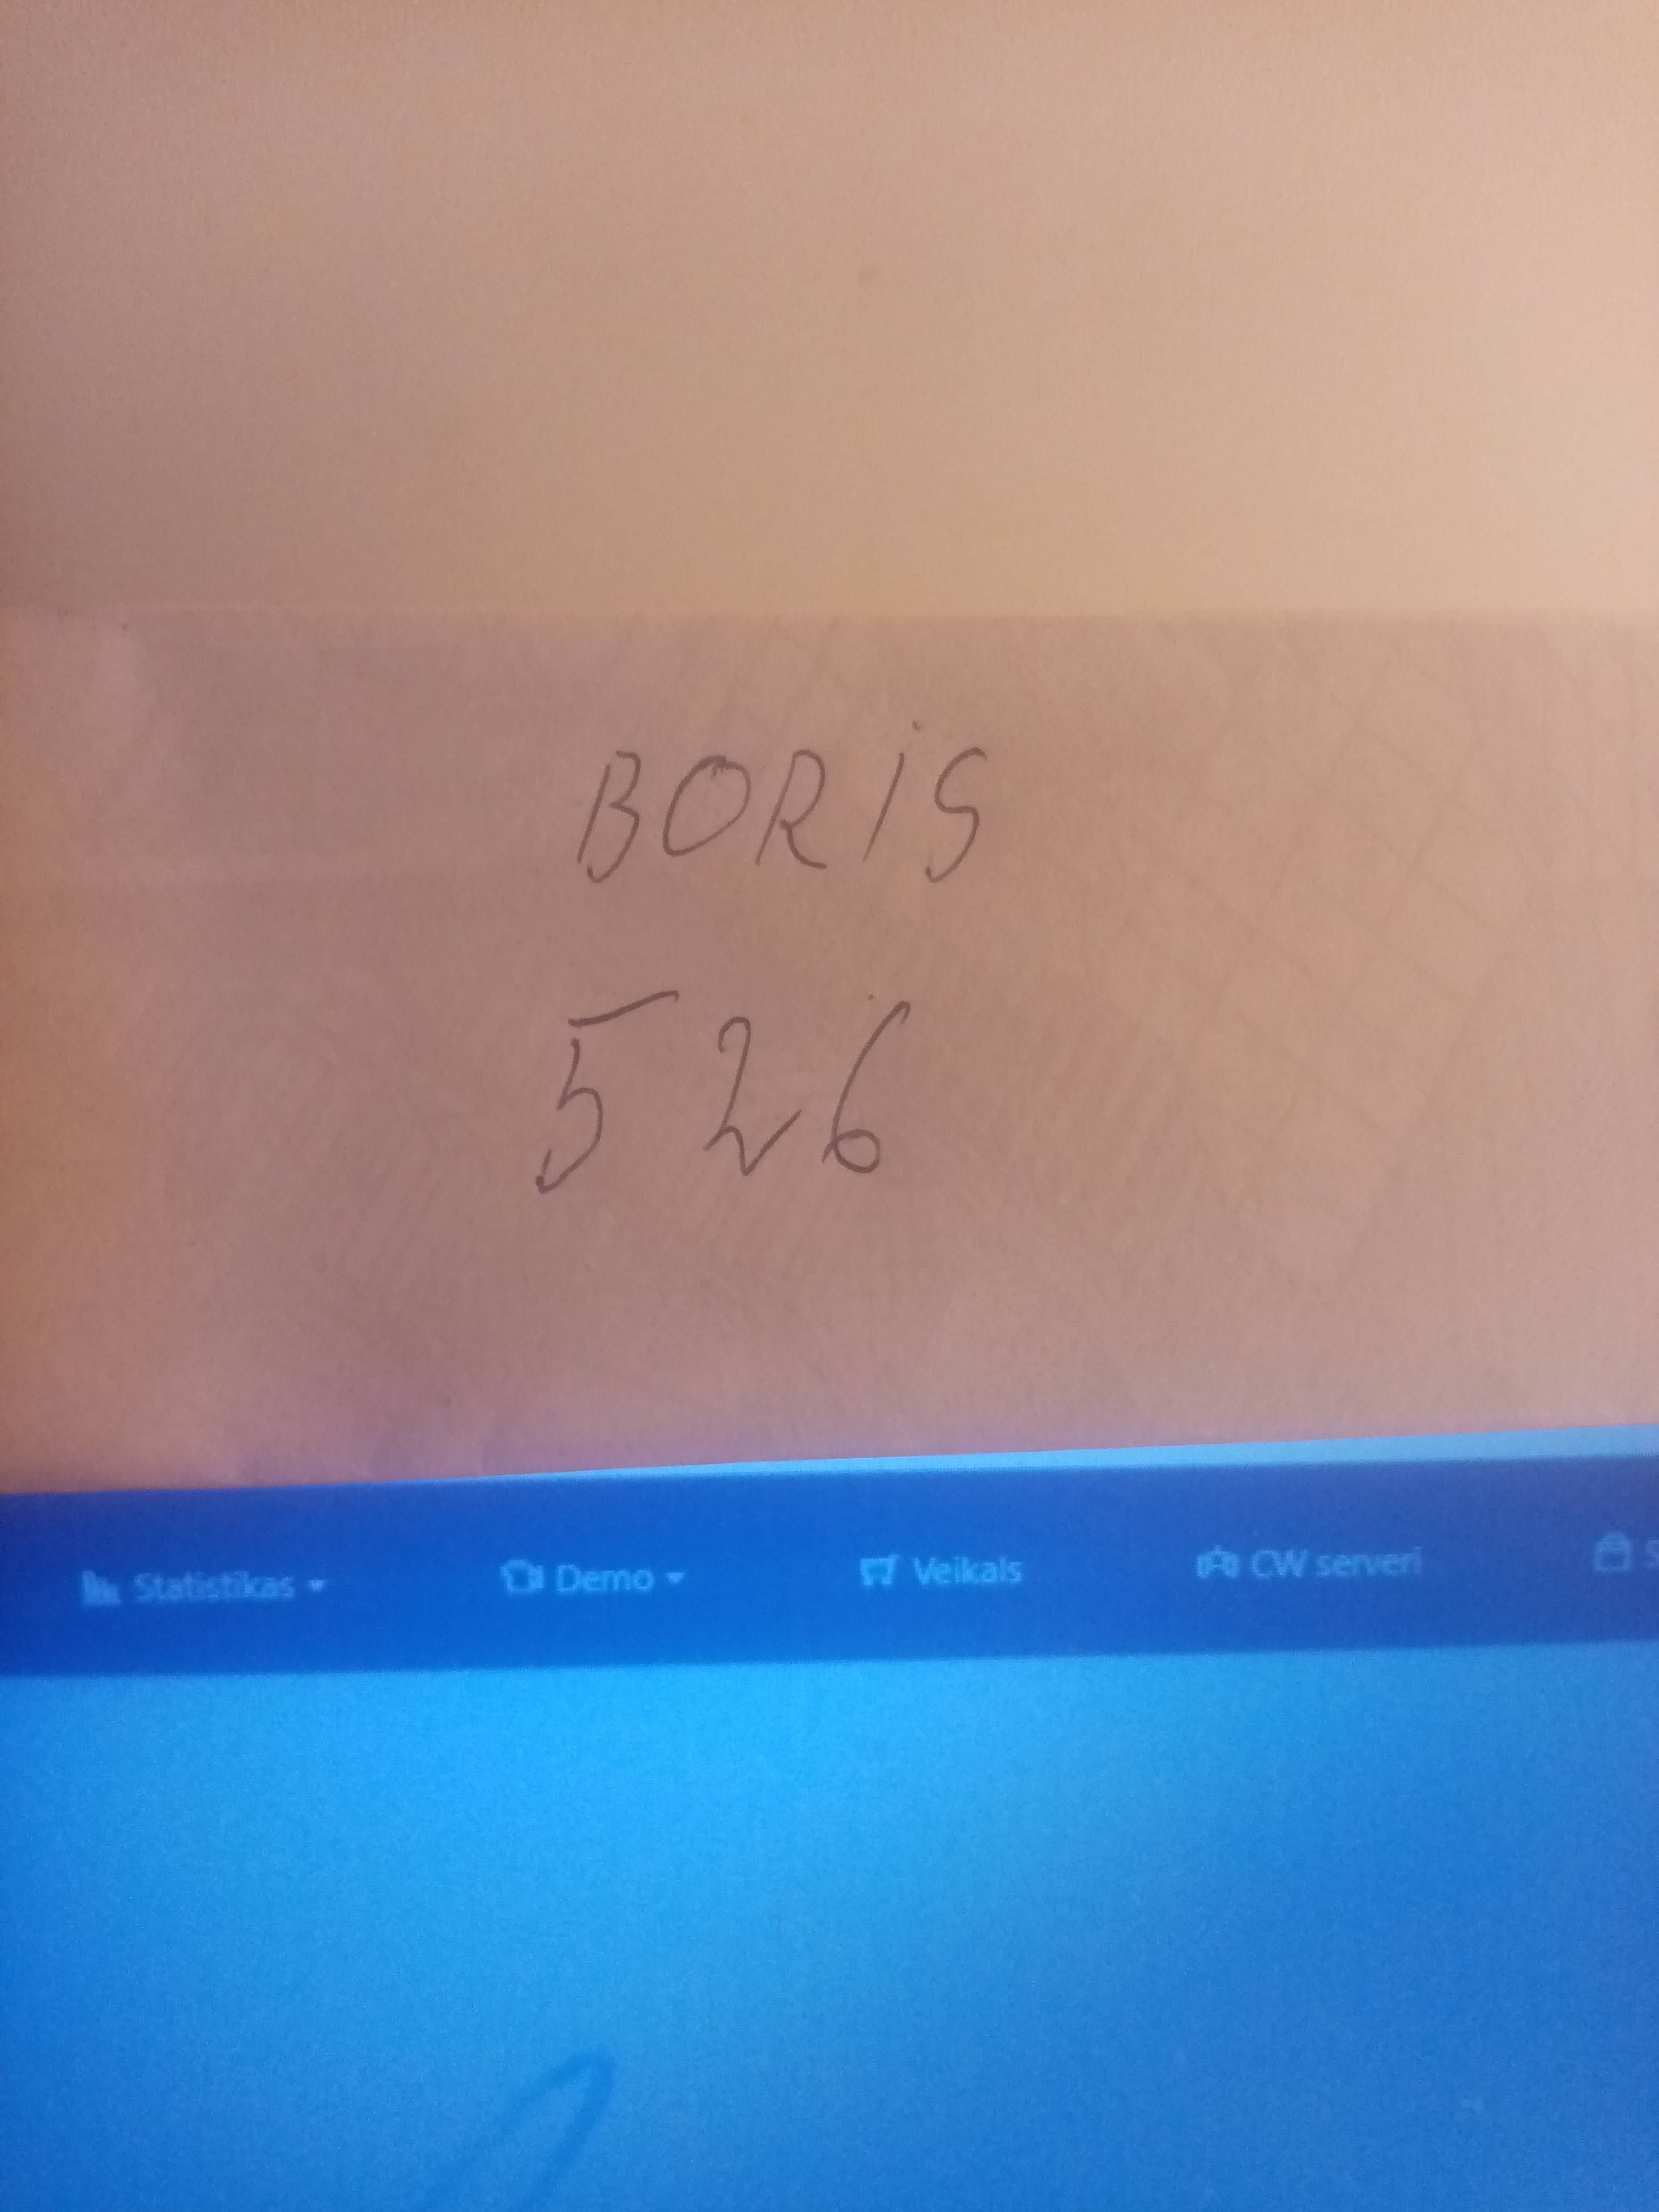 BORiS
526
Statistikas Demo Veikals CW serveri